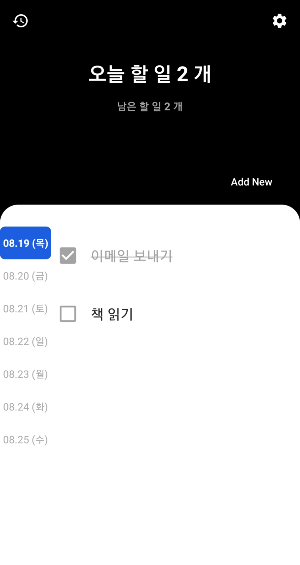 오늘 할 일 2 개
남은 할 일 2 개
Add New
08.19 (목)
이메일 보내기
08.20 (금)
08.21 (토)
책 읽기
08.22 (일)
08.23 (월)
08.24 (화)
08.25 (수)